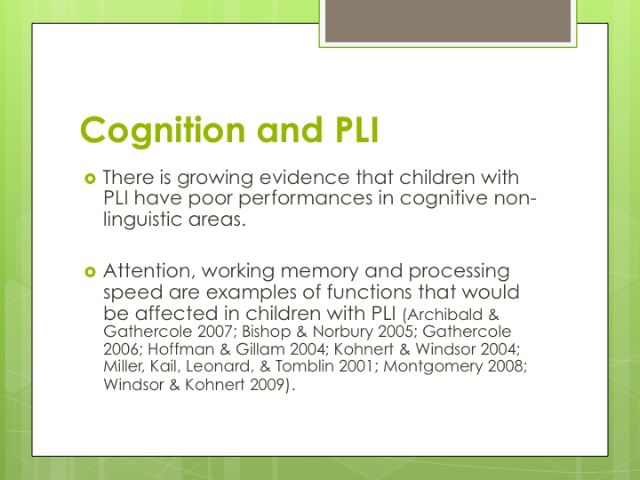 Cognition and PLI
There is growing evidence that children with
PLI have poor performances in cognitive non-
linguistic areas.
Attention, working memory and processing
speed are examples of functions that would
be affected in children with PLI (Archibald &
Gathercole 2007; Bishop & Norbury 2005; Gathercole
2006; Hoffman & Gillam 2004; Kohnert & Windsor 2004;
Miller, Kail, Leonard, & Tomblin 2001; Montgomery 2008;
Windsor & Kohnert 2009).